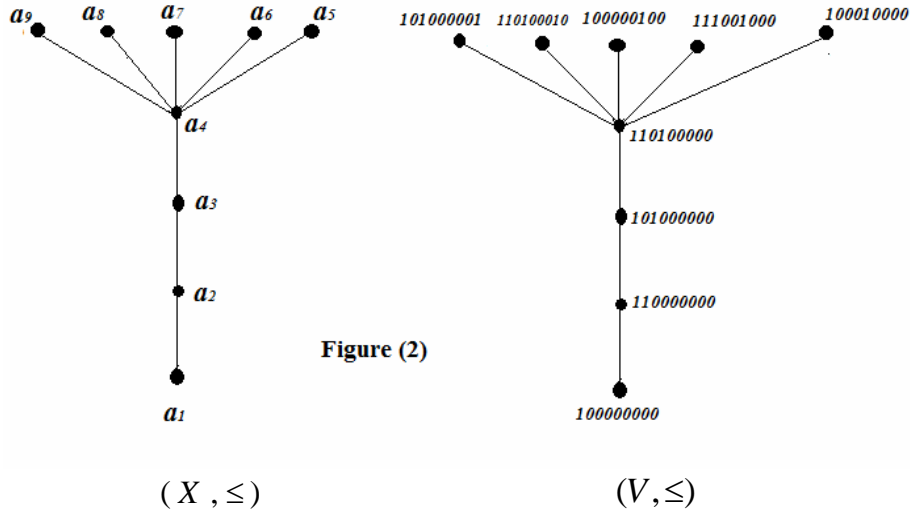 a9 a8 a7 a6 a5
101000001 110100010 100000100 111001000 100010000
a4
110100000
a3
101000000
a2
110000000
Figure (2)
a1
100000000
( X , ≤ )
(V, ≤)